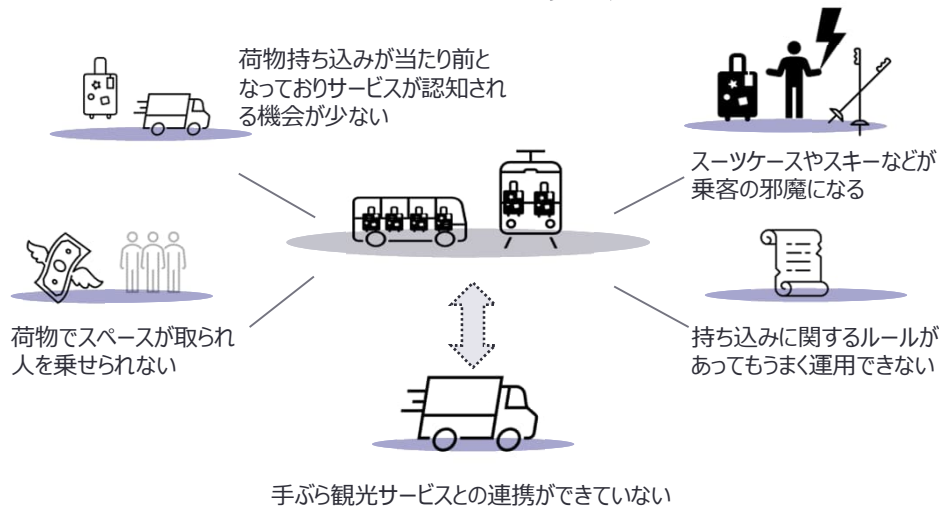 荷物持ち込みが当たり前と
なっておりサービスが認知され
る機会が少ない
スーツケースやスキーなどが
乗客の邪魔になる
荷物でスペースが取られ
人を乗せられない
持ち込みに関するルールが
あってもうまく運用できない
手ぶら観光サービスとの連携ができていない